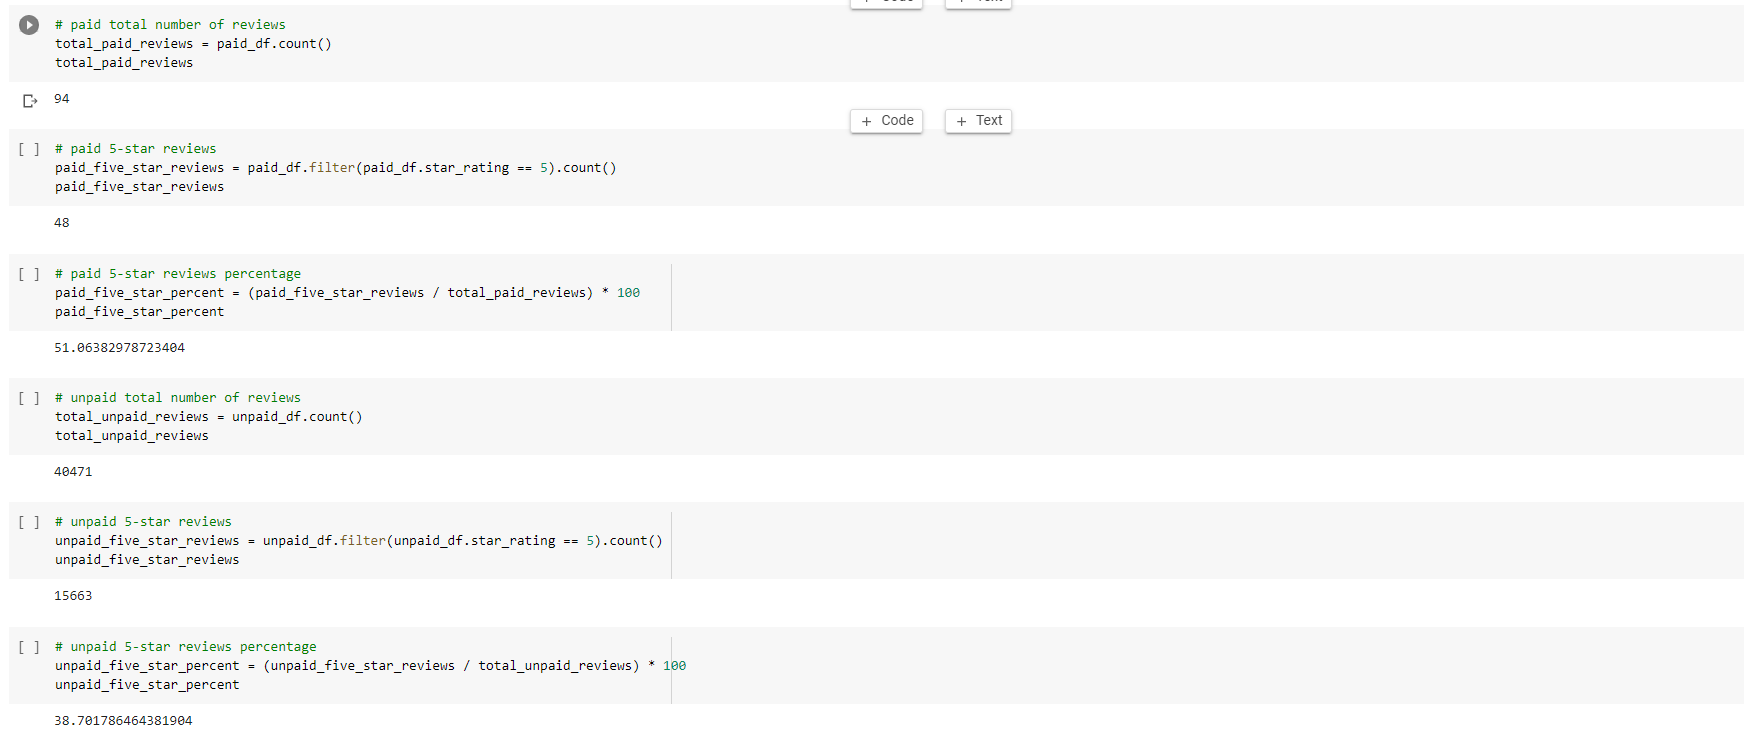 + Code + Text
# paid total number of reviews
total_paid_reviews = paid_df.count()
total_paid_reviews
94
+ Code + Text
[ ] # paid 5-star reviews
paid_five_star_reviews = paid_df.filter(paid_df.star_rating == 5).count()
paid_five_star_reviews
48
[ ] # paid 5-star reviews percentage
paid_five_star_percent = (paid_five_star_reviews / total_paid_reviews) * 100
paid_five_star_percent
51.06382978723404
[ ] # unpaid total number of reviews
total_unpaid_reviews = unpaid_df.count()
total_unpaid_reviews
40471
[ ] # unpaid 5-star reviews
unpaid_five_star_reviews = unpaid_df.filter(unpaid_df.star_rating == 5).count()
unpaid_five_star_reviews
15663
[ ] # unpaid 5-star reviews percentage
unpaid_five_star_percent = (unpaid_five_star_reviews / total_unpaid_reviews) * 100
unpaid_five_star_percent
38.701786464381904